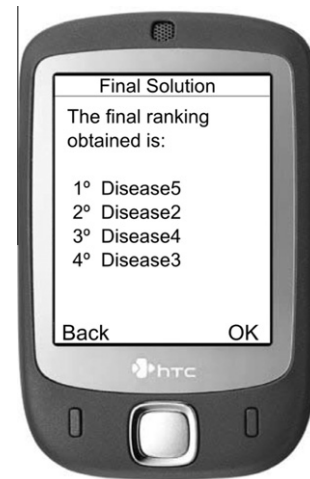 Final Solution
The final ranking
obtained is:
1º Disease5
2º Disease2
3º Disease4
4º Disease3
Back OK
hTC